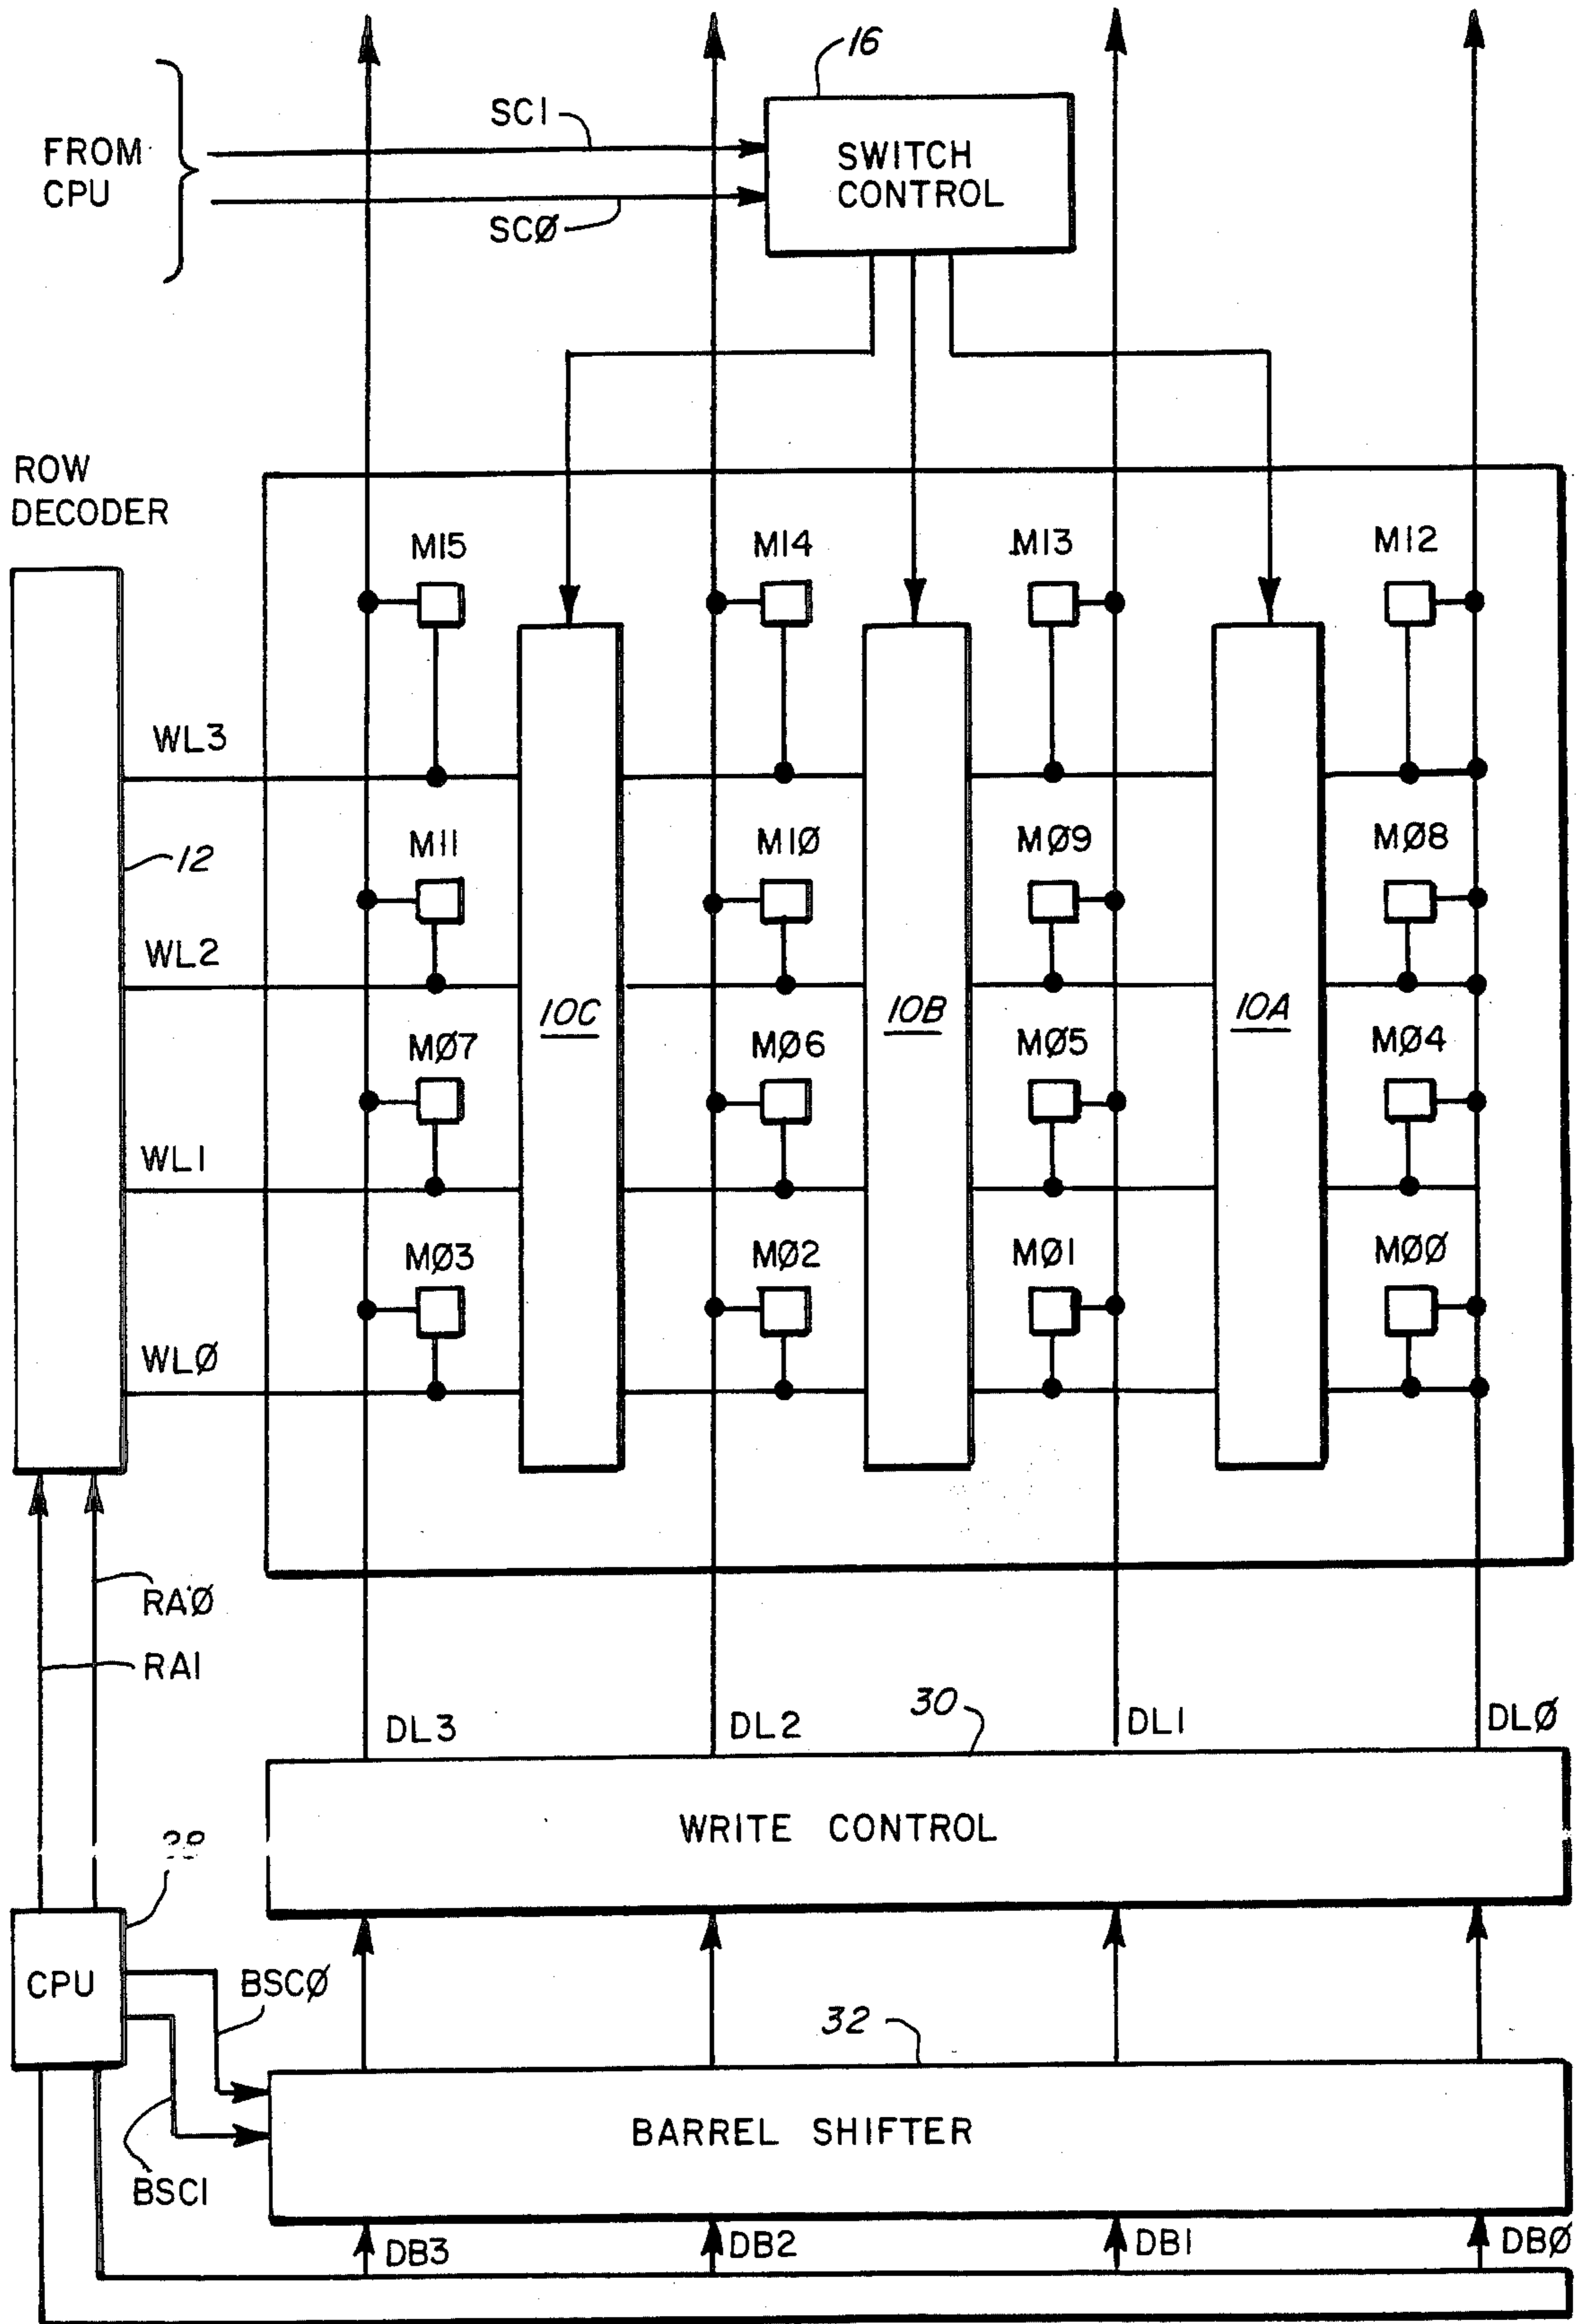 16
SC1
FROM
CPU
SWITCH
CONTROL
SCØ
ROW
DECODER
M15
M14
M13
M12
WL3
M11
M1Ø
MØ9
MØ8
12
WL2
10C
10B
10A
MØ7
MØ6
MØ5
MØ4
WL1
MØ3
MØ2
MØ1
MØØ
WLØ
RAØ
RA1
30
DL3
DL2
DL1
DLØ
WRITE CONTROL
28
CPU
BSCØ
32
BARREL SHIFTER
BSC1
DB3
DB2
DB1
DBØ